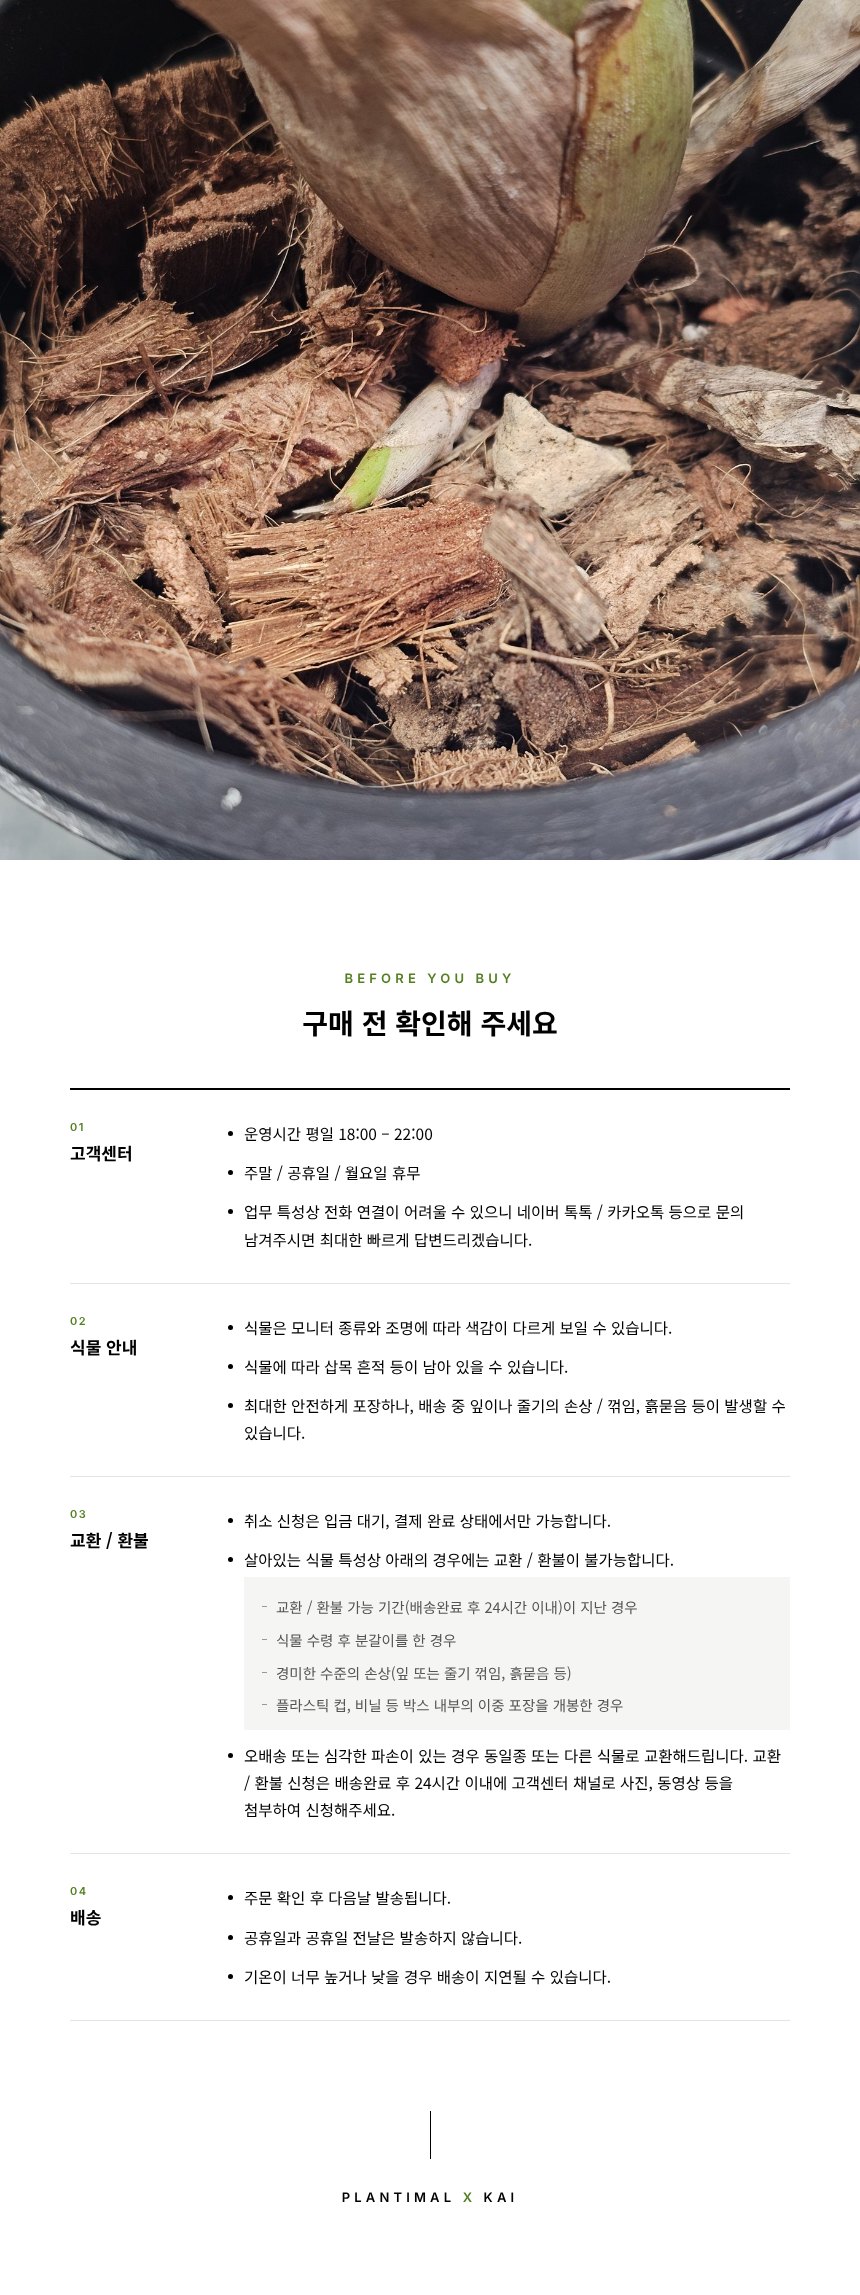 BEFORE YOU BUY
구매 전 확인해 주세요
01
고객센터
운영시간 평일 18:00 – 22:00
주말 / 공휴일 / 월요일 휴무
업무 특성상 전화 연결이 어려울 수 있으니 네이버 톡톡 / 카카오톡 등으로 문의
남겨주시면 최대한 빠르게 답변드리겠습니다.
02
식물 안내
식물은 모니터 종류와 조명에 따라 색감이 다르게 보일 수 있습니다.
식물에 따라 삽목 흔적 등이 남아 있을 수 있습니다.
최대한 안전하게 포장하나, 배송 중 잎이나 줄기의 손상 / 꺾임, 흙묻음 등이 발생할 수
있습니다.
03
교환 / 환불
취소 신청은 입금 대기, 결제 완료 상태에서만 가능합니다.
살아있는 식물 특성상 아래의 경우에는 교환 / 환불이 불가능합니다.
– 교환 / 환불 가능 기간(배송완료 후 24시간 이내)이 지난 경우
– 식물 수령 후 분갈이를 한 경우
– 경미한 수준의 손상(잎 또는 줄기 꺾임, 흙묻음 등)
– 플라스틱 컵, 비닐 등 박스 내부의 이중 포장을 개봉한 경우
오배송 또는 심각한 파손이 있는 경우 동일종 또는 다른 식물로 교환해드립니다. 교환
/ 환불 신청은 배송완료 후 24시간 이내에 고객센터 채널로 사진, 동영상 등을
첨부하여 신청해주세요.
04
배송
주문 확인 후 다음날 발송됩니다.
공휴일과 공휴일 전날은 발송하지 않습니다.
기온이 너무 높거나 낮을 경우 배송이 지연될 수 있습니다.
PLANTIMAL X KAI